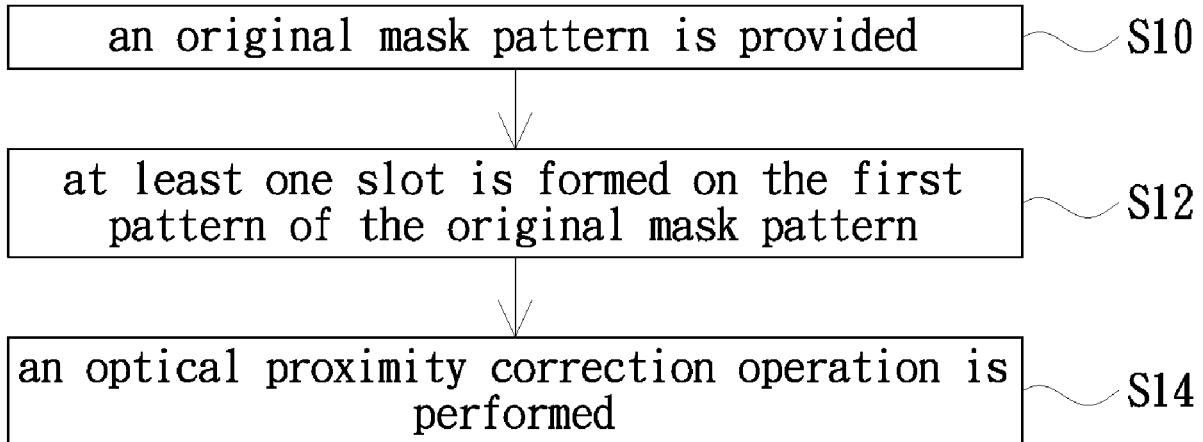 an original mask pattern is provided
S10
at least one slot is formed on the first
pattern of the original mask pattern
S12
an optical proximity correction operation is
performed
S14